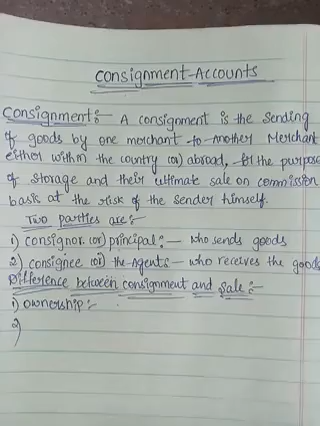 Consignment-Accounts
Consignment:- A consignment is the sending
of goods by one merchant to Another Merchant
either within the country (or) abroad, for the purpose
of storage and their ultimate sale on commission
basis at the risk of the sender himself.
Two parties are:-
1) consignor (or) principal:- who sends goods
2) consignee (or) the-Agents - who receives the goods
Difference between consignment and sale:-
1) ownership:-
2)